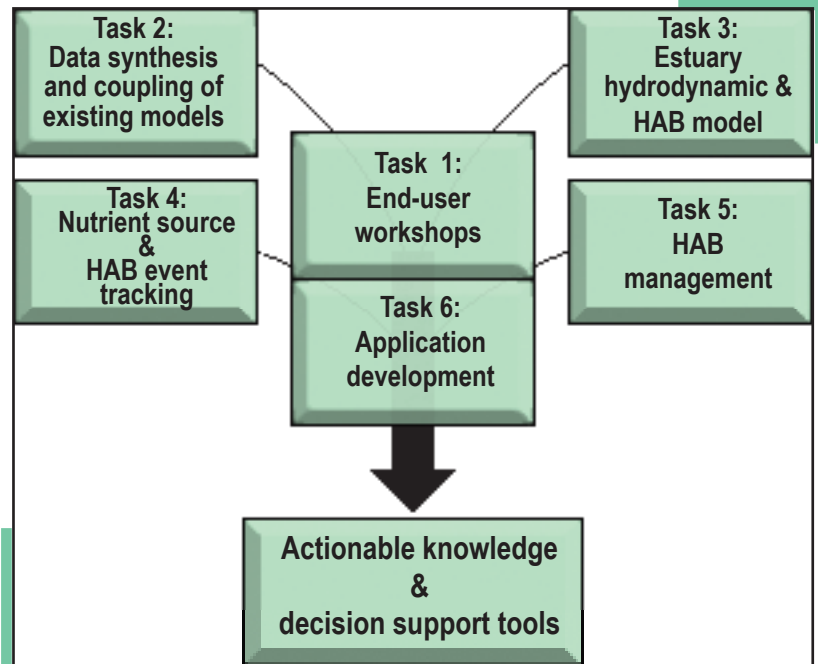 Task 2:
Data synthesis
and coupling of
existing models
Task 3:
Estuary
hydrodynamic &
HAB model
Task 1:
End-user
workshops
Task 4:
Nutrient source
&
HAB event
tracking
Task 5:
HAB
management
Task 6:
Application
development
Actionable knowledge
&
decision support tools